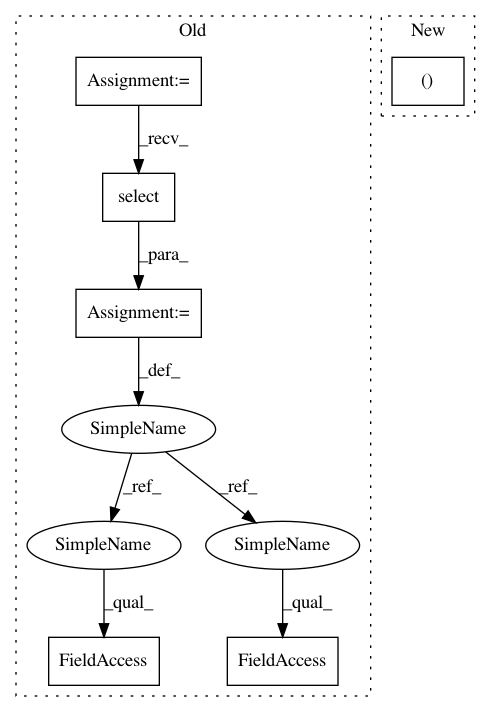 Old
New
Assignment:=
()
_recv_
select
_para_
Assignment:=
_def_
SimpleName
_ref_
_ref_
SimpleName
SimpleName
_qual_
_qual_
FieldAccess
FieldAccess